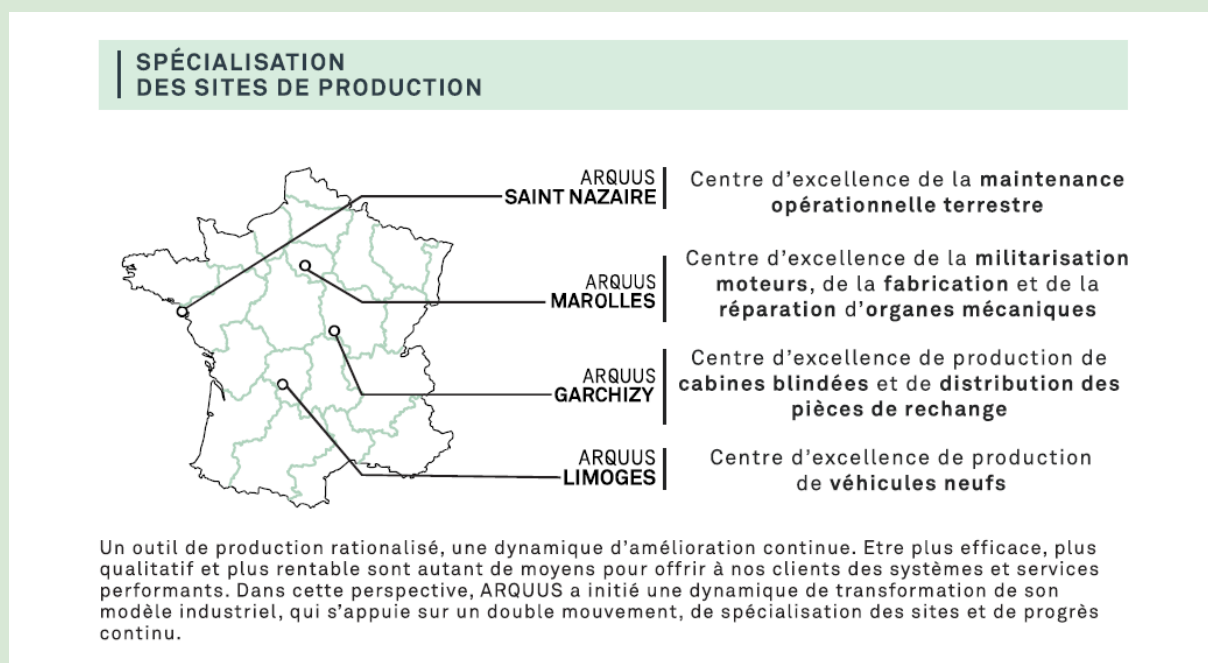 SPÉCIALISATION
DES SITES DE PRODUCTION
ARQUUS
SAINT NAZAIRE
Centre d'excellence de la maintenance
opérationnelle terrestre
ARQUUS
MAROLLES
Centre d'excellence de la militarisation
moteurs, de la fabrication et de la
réparation d'organes mécaniques
ARQUUS
GARCHIZY
Centre d'excellence de production de
cabines blindées et de distribution des
pièces de rechange
ARQUUS
LIMOGES
Centre d'excellence de production
de véhicules neufs
Un outil de production rationalisé, une dynamique d'amélioration continue. Etre plus efficace, plus
qualitatif et plus rentable sont autant de moyens pour offrir à nos clients des systèmes et services
performants. Dans cette perspective, ARQUUS a initié une dynamique de transformation de son
modèle industriel, qui s'appuie sur un double mouvement, de spécialisation des sites et de progrès
continu.